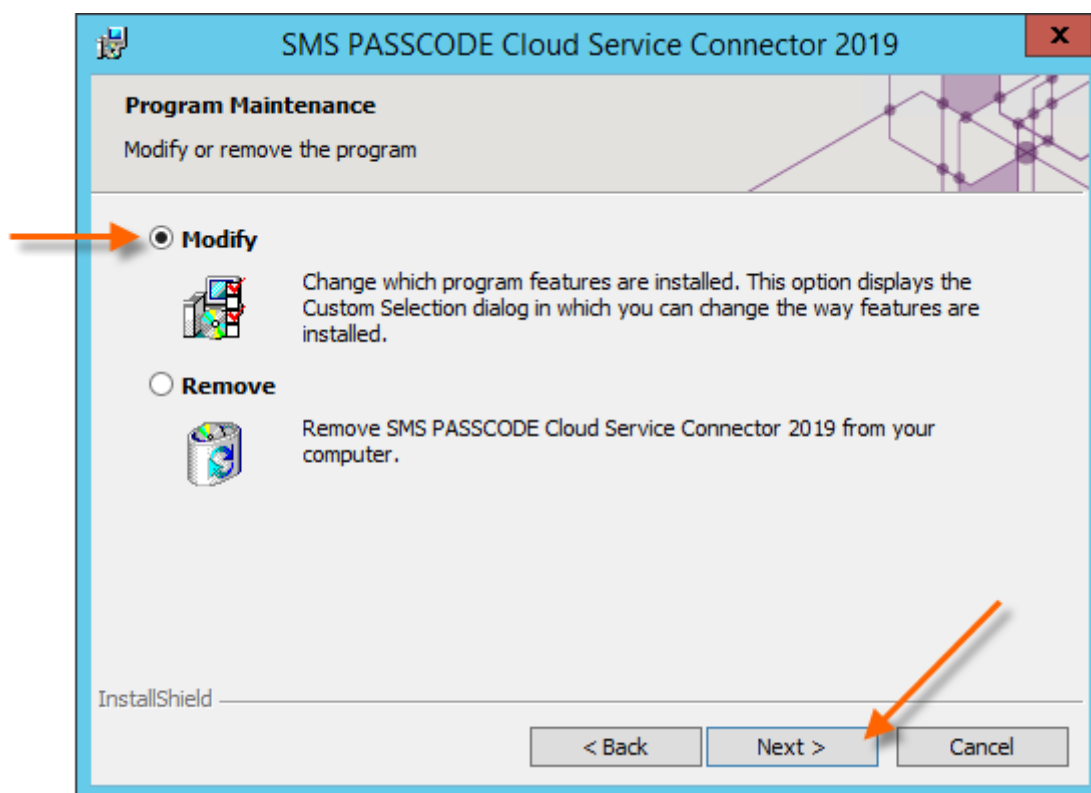 SMS PASSCODE Cloud Service Connector 2019
x
Program Maintenance
Modify or remove the program
Modify
Change which program features are installed. This option displays the
Custom Selection dialog in which you can change the way features are
installed.
Remove
Remove SMS PASSCODE Cloud Service Connector 2019 from your
computer.
InstallShield
< Back
Next >
Cancel